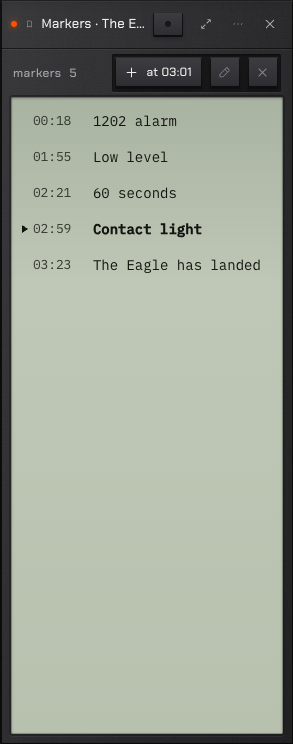 Markers · The E...
markers 5
+ at 03:01
00:18 1202 alarm
01:55 Low level
02:21 60 seconds
02:59 Contact light
03:23 The Eagle has landed